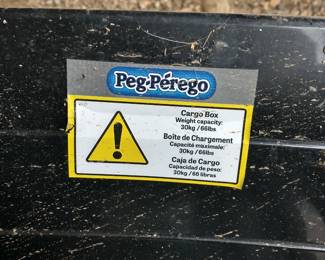 Peg-Pérego
Cargo Box
Weight capacity:
30kg / 66lbs
Boîte de Chargement
Capacité maximale:
30kg / 66lbs
Caja de Cargo
Capacidad de peso:
30kg / 66 libras